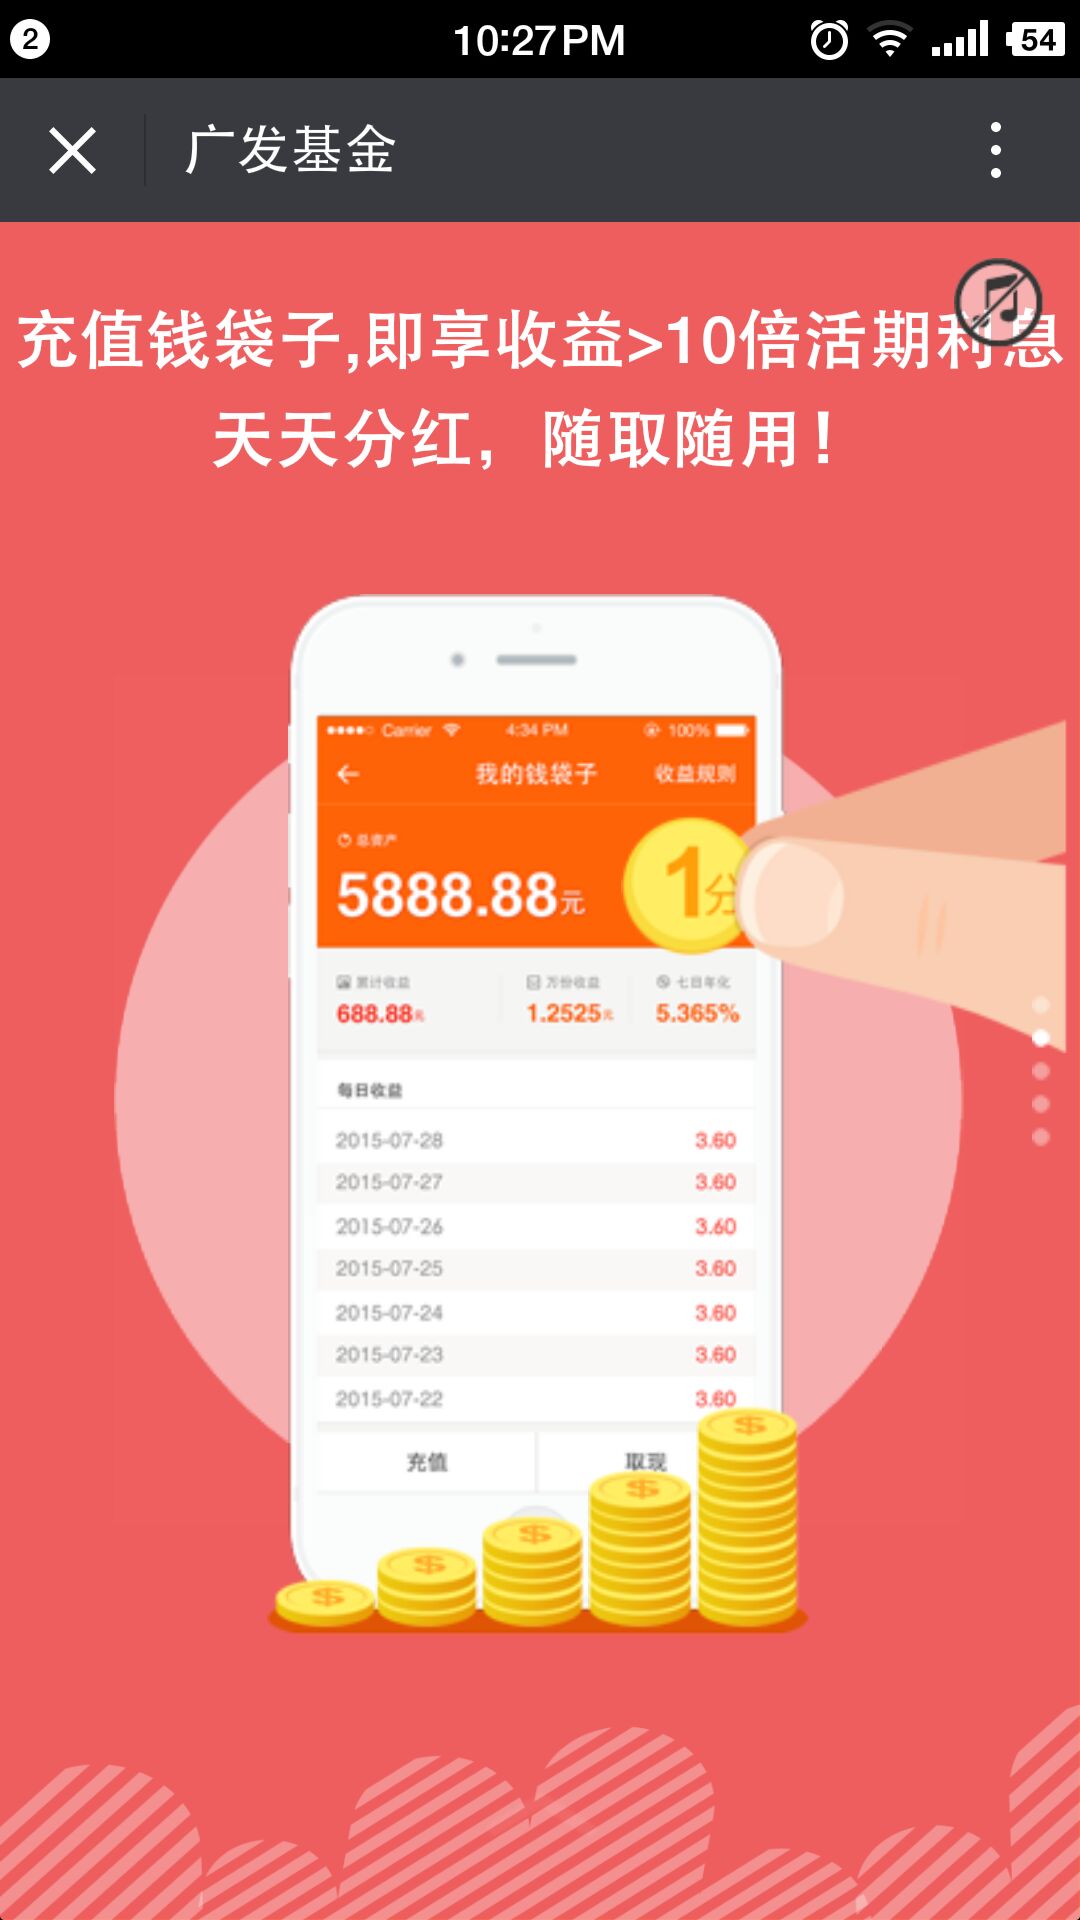 2
10:27 PM
54
广发基金
充值钱袋子,即享收益>10倍活期利息
天天分红，随取随用！
Carrier
4:34 PM
100%
我的钱袋子
收益规则
总资产
5888.88元
1分
累计收益
万份收益
七日年化
688.88元
1.2525元
5.365%
每日收益
2015-07-28 3.60
2015-07-27 3.60
2015-07-26 3.60
2015-07-25 3.60
2015-07-24 3.60
2015-07-23 3.60
2015-07-22 3.60
充值
取现
$ $ $ $ $